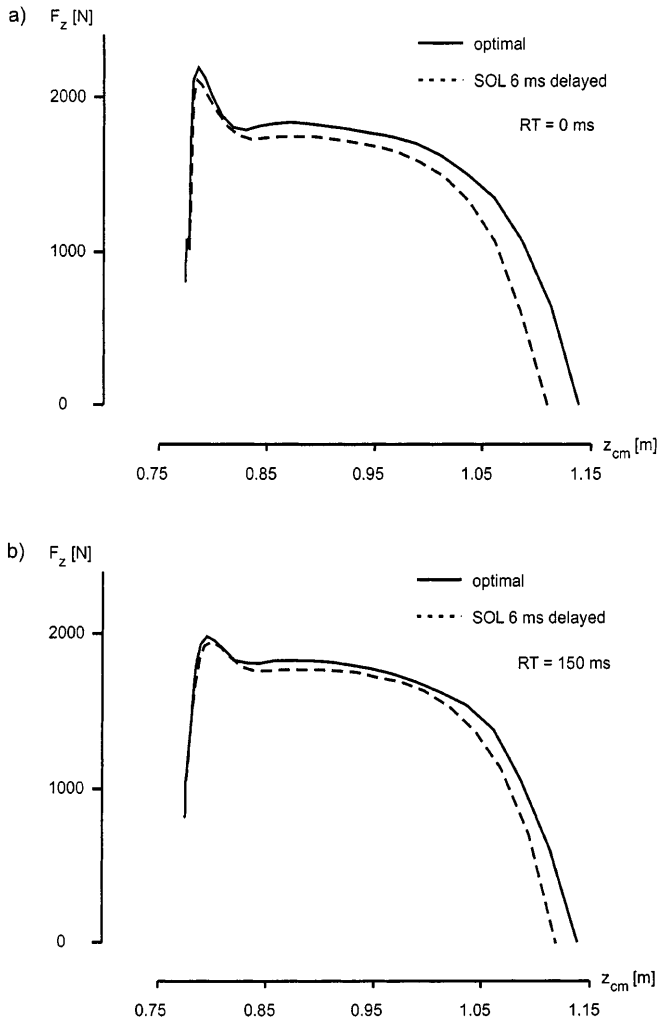 a)
F_z [N]
optimal
SOL 6 ms delayed
RT = 0 ms
2000
1000
0
z_cm [m]
0.75 0.85 0.95 1.05 1.15
b)
F_z [N]
optimal
SOL 6 ms delayed
RT = 150 ms
2000
1000
0
z_cm [m]
0.75 0.85 0.95 1.05 1.15